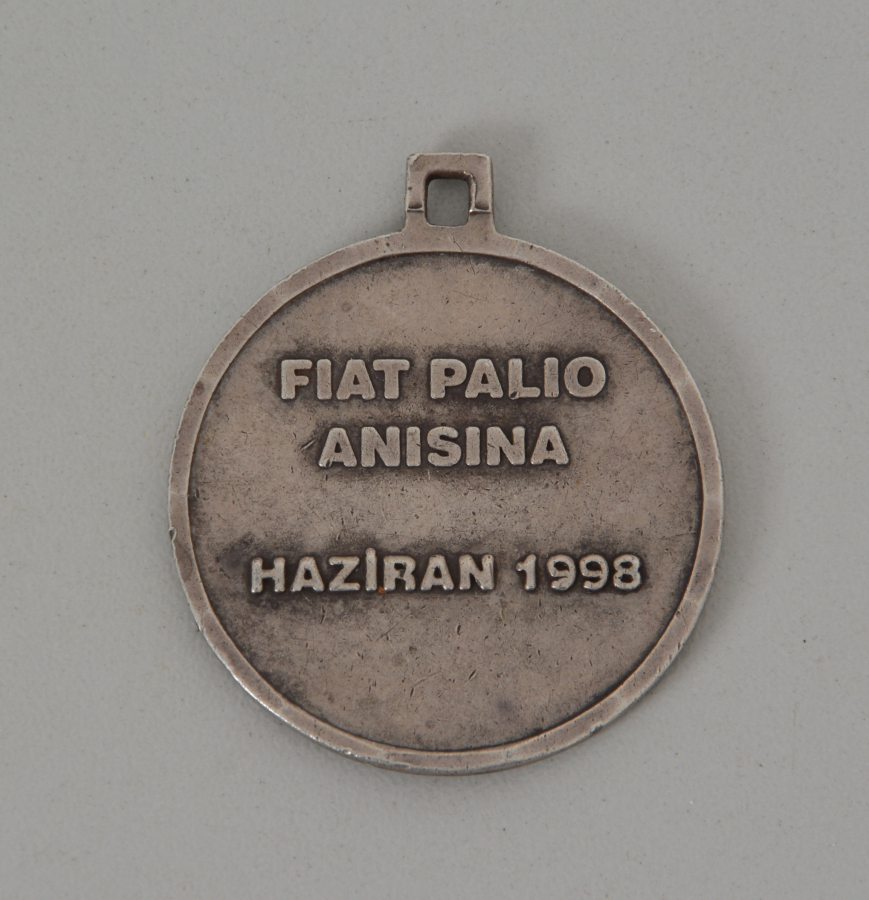 FIAT PALIO
ANISINA
HAZİRAN 1998